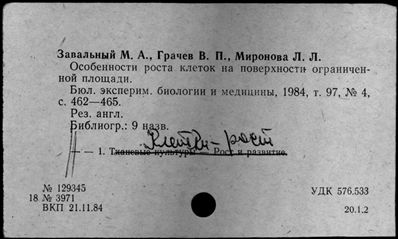 Завальный М. А., Грачев В. П., Миронова Л. Л.
Особенности роста клеток на поверхности ограничен-
ной площади.
Бюл. эксперим. биологии и медицины, 1984, т. 97, № 4,
с. 462—465.
Рез. англ.
Библиогр.: 9 назв.
Клетки - рост
— 1. Тканевые культуры — Рост и развитие.
№ 129345
УДК 576.533
18 № 3971
ВКП 21.11.84
20.1.2